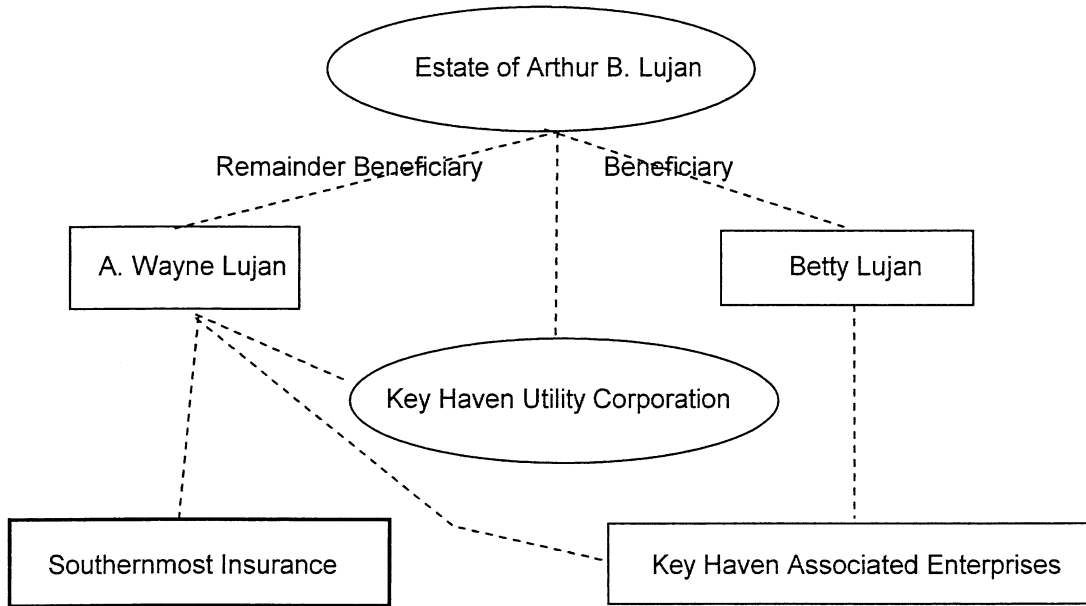 Estate of Arthur B. Lujan
Remainder Beneficiary
Beneficiary
A. Wayne Lujan
Betty Lujan
Key Haven Utility Corporation
Southernmost Insurance
Key Haven Associated Enterprises